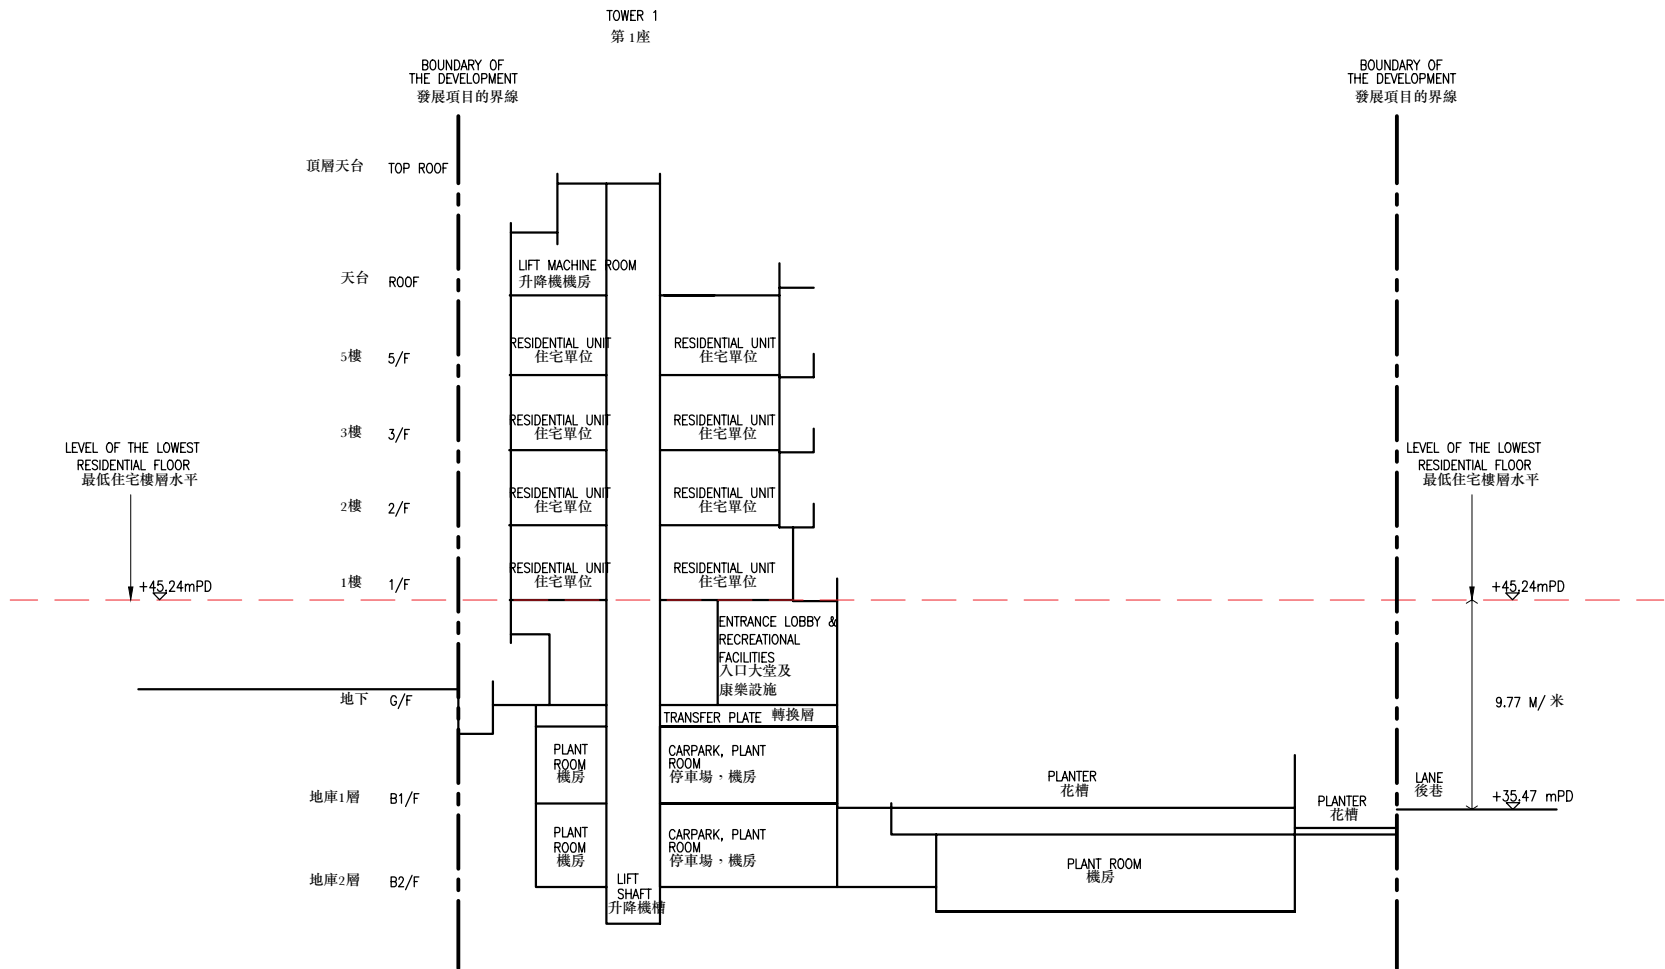 TOWER 1
第 1座
BOUNDARY OF
THE DEVELOPMENT
發展項目的界線
BOUNDARY OF
THE DEVELOPMENT
發展項目的界線
頂層天台 TOP ROOF
天台 ROOF
LIFT MACHINE ROOM
升降機機房
5樓 5/F
RESIDENTIAL UNIT
住宅單位
RESIDENTIAL UNIT
住宅單位
3樓 3/F
RESIDENTIAL UNIT
住宅單位
RESIDENTIAL UNIT
住宅單位
LEVEL OF THE LOWEST
RESIDENTIAL FLOOR
最低住宅樓層水平
LEVEL OF THE LOWEST
RESIDENTIAL FLOOR
最低住宅樓層水平
2樓 2/F
RESIDENTIAL UNIT
住宅單位
RESIDENTIAL UNIT
住宅單位
1樓 1/F
RESIDENTIAL UNIT
住宅單位
RESIDENTIAL UNIT
住宅單位
+45.24mPD
+45.24mPD
ENTRANCE LOBBY &
RECREATIONAL
FACILITIES
入口大堂及
康樂設施
地下 G/F
9.77 M/ 米
TRANSFER PLATE 轉換層
PLANT
ROOM
機房
CARPARK, PLANT
ROOM
停車場、機房
PLANTER
花槽
LANE
後巷
+35.47 mPD
地庫1層 B1/F
PLANTER
花槽
PLANT
ROOM
機房
CARPARK, PLANT
ROOM
停車場、機房
PLANT ROOM
機房
地庫2層 B2/F
LIFT
SHAFT
升降機槽